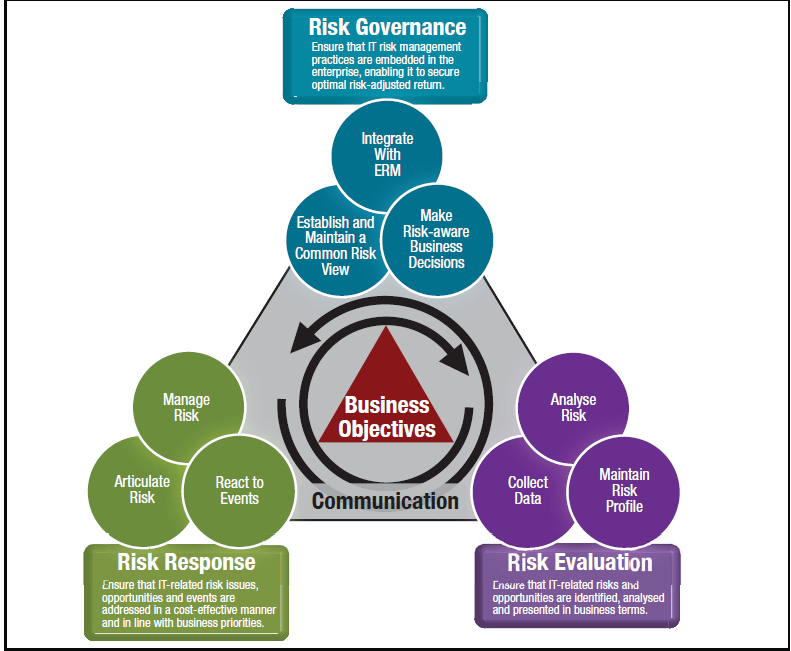 Risk Governance
Ensure that IT risk management
practices are embedded in the
enterprise, enabling it to secure
optimal risk-adjusted return.
Integrate
With
ERM
Establish and
Maintain a
Common Risk
View
Make
Risk-aware
Business
Decisions
Business
Objectives
Communication
Manage
Risk
Articulate
Risk
React to
Events
Risk Response
Ensure that IT-related risk issues,
opportunities and events are
addressed in a cost-effective manner
and in line with business priorities.
Analyse
Risk
Collect
Data
Maintain
Risk
Profile
Risk Evaluation
Ensure that IT-related risks and
opportunities are identified, analysed
and presented in business terms.